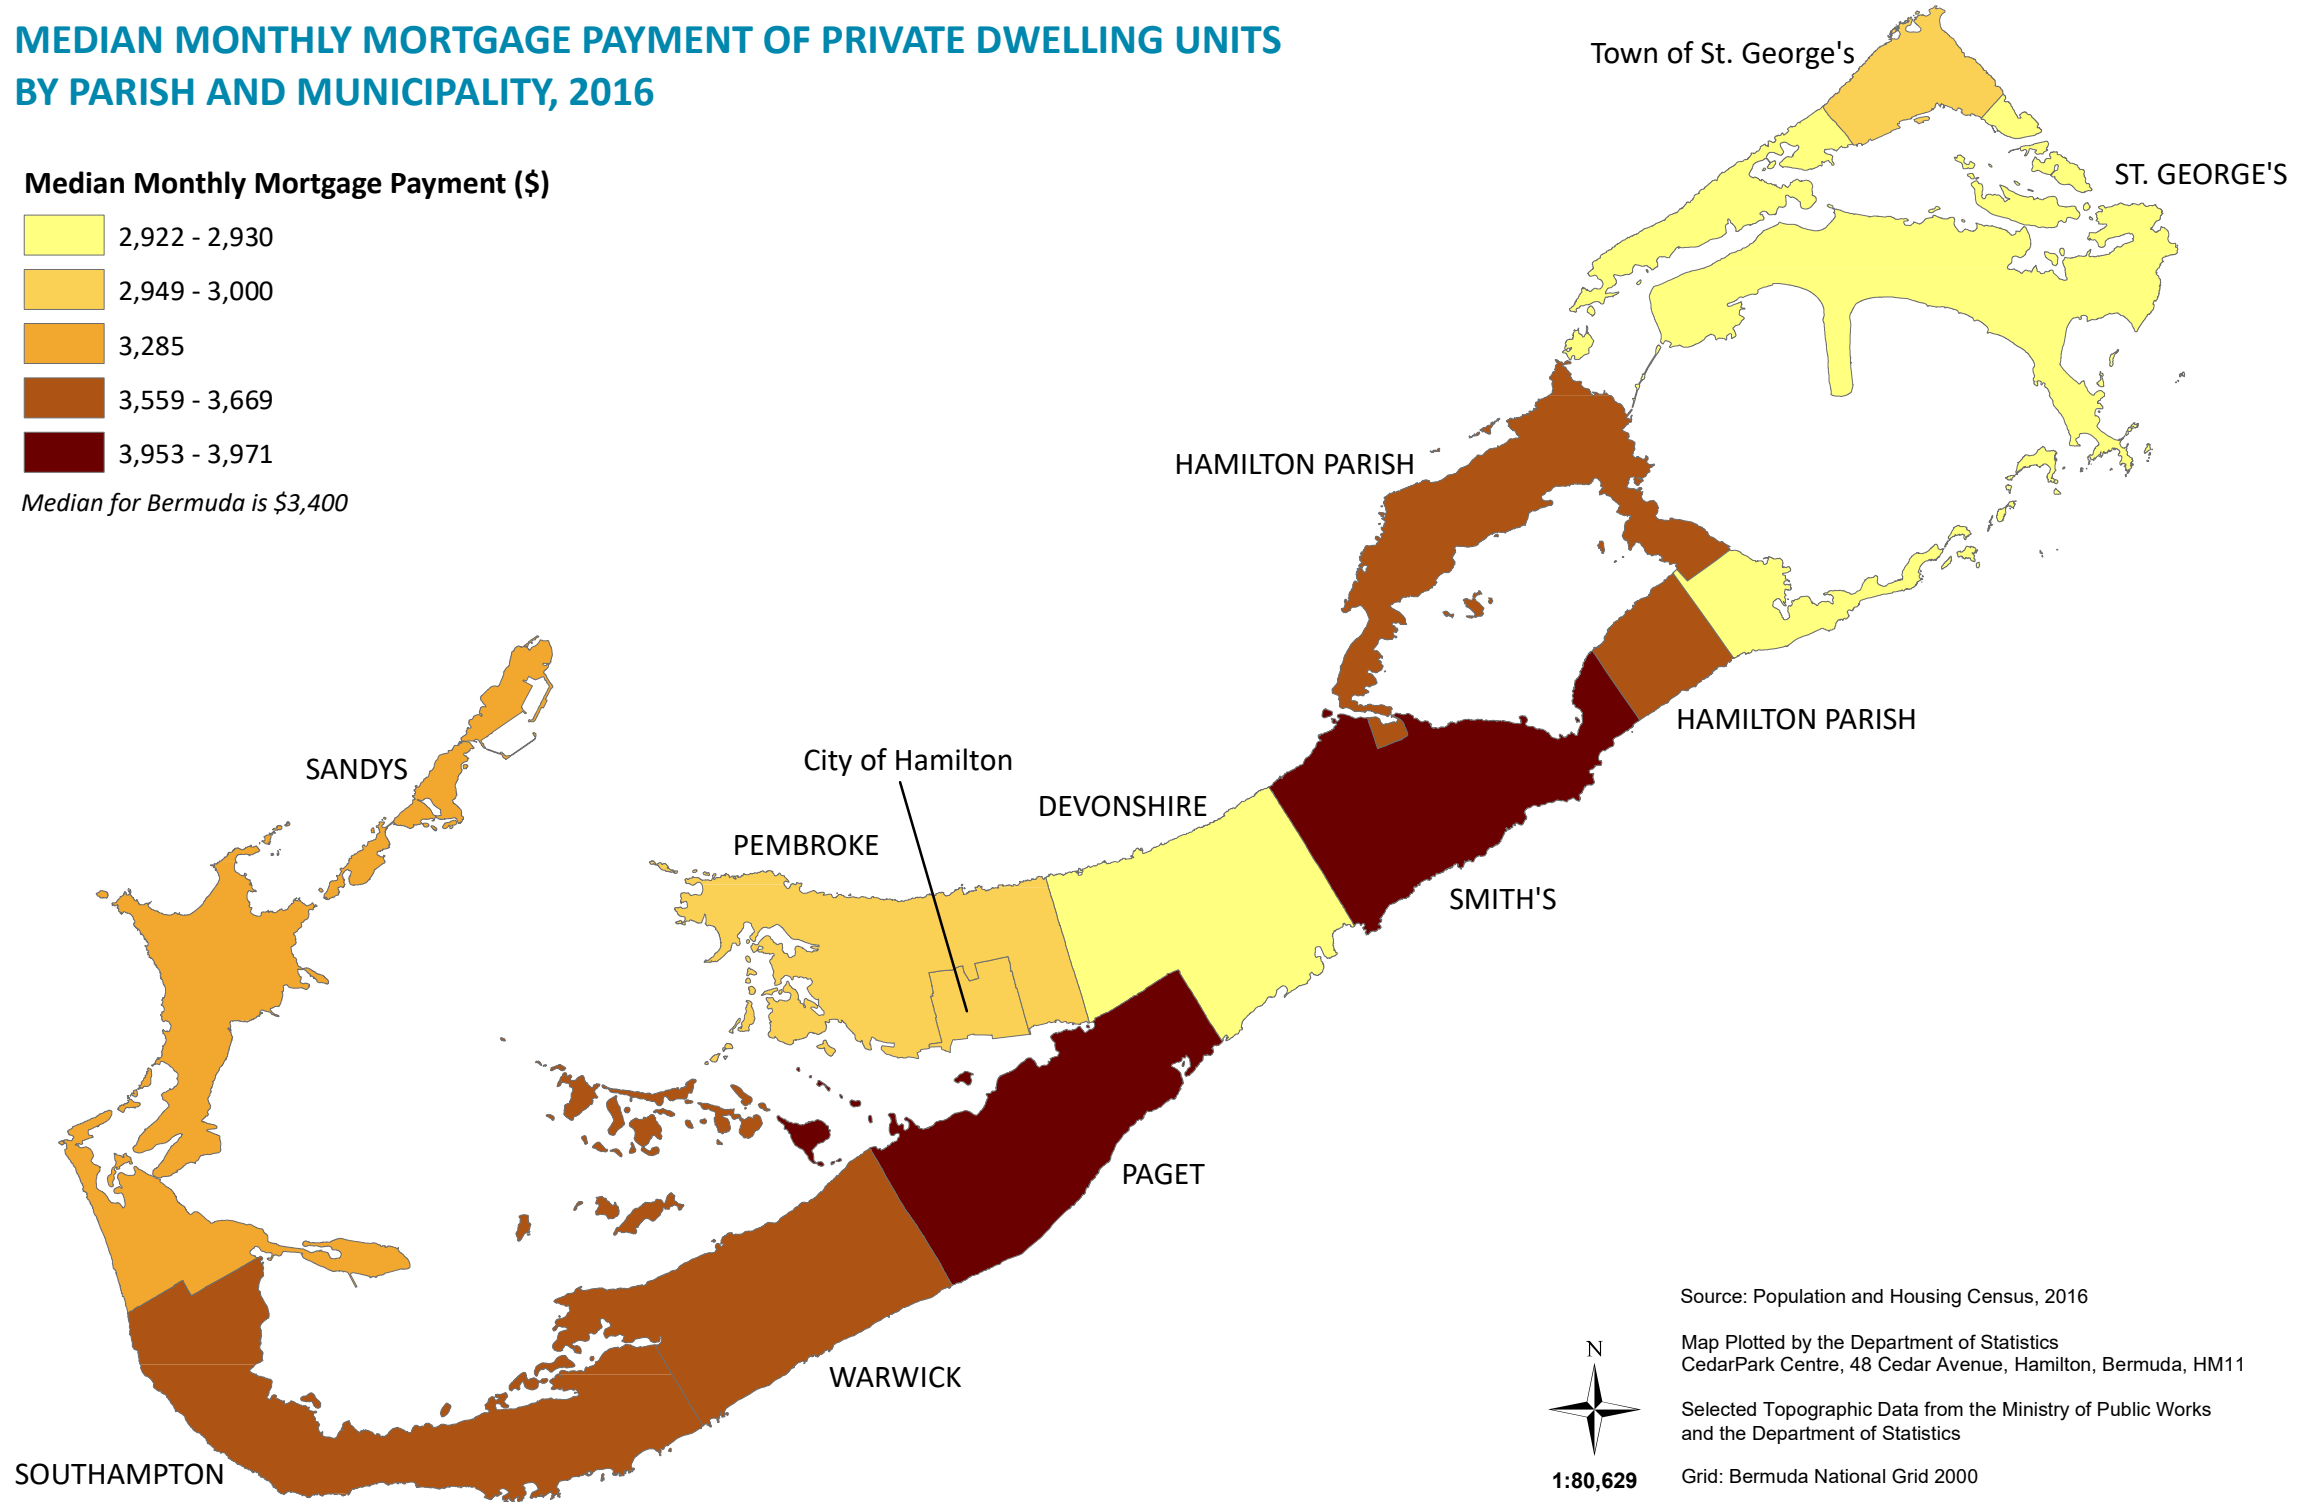 MEDIAN MONTHLY MORTGAGE PAYMENT OF PRIVATE DWELLING UNITS
BY PARISH AND MUNICIPALITY, 2016
Median Monthly Mortgage Payment ($)
2,922 - 2,930
2,949 - 3,000
3,285
3,559 - 3,669
3,953 - 3,971
Median for Bermuda is $3,400
Town of St. George's
ST. GEORGE'S
HAMILTON PARISH
HAMILTON PARISH
SANDYS
City of Hamilton
DEVONSHIRE
PEMBROKE
SMITH'S
PAGET
WARWICK
SOUTHAMPTON
N
1:80,629
Source: Population and Housing Census, 2016
Map Plotted by the Department of Statistics
CedarPark Centre, 48 Cedar Avenue, Hamilton, Bermuda, HM11
Selected Topographic Data from the Ministry of Public Works
and the Department of Statistics
Grid: Bermuda National Grid 2000